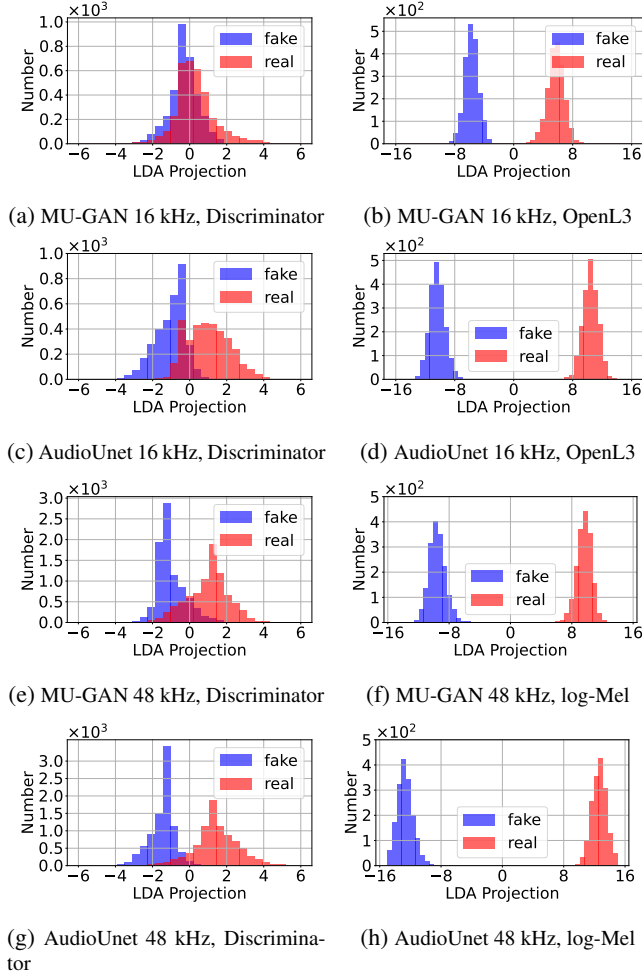 ×10³
1.0
0.8
0.6
0.4
0.2
0.0
Number
fake
real
−6 −4 −2 0 2 4 6
LDA Projection
(a) MU-GAN 16 kHz, Discriminator
×10²
5
4
3
2
1
0
Number
fake
real
−16 −8 0 8 16
LDA Projection
(b) MU-GAN 16 kHz, OpenL3
×10³
1.0
0.8
0.6
0.4
0.2
0.0
Number
fake
real
−6 −4 −2 0 2 4 6
LDA Projection
(c) AudioUnet 16 kHz, Discriminator
×10²
5
4
3
2
1
0
Number
fake
real
−16 −8 0 8 16
LDA Projection
(d) AudioUnet 16 kHz, OpenL3
×10³
3.0
2.5
2.0
1.5
1.0
0.5
0.0
Number
fake
real
−6 −4 −2 0 2 4 6
LDA Projection
(e) MU-GAN 48 kHz, Discriminator
×10²
5
4
3
2
1
0
Number
fake
real
−16 −8 0 8 16
LDA Projection
(f) MU-GAN 48 kHz, log-Mel
×10³
3.0
2.5
2.0
1.5
1.0
0.5
0.0
Number
fake
real
−6 −4 −2 0 2 4 6
LDA Projection
(g) AudioUnet 48 kHz, Discrimina-
tor
×10²
5
4
3
2
1
0
Number
fake
real
−16 −8 0 8 16
LDA Projection
(h) AudioUnet 48 kHz, log-Mel